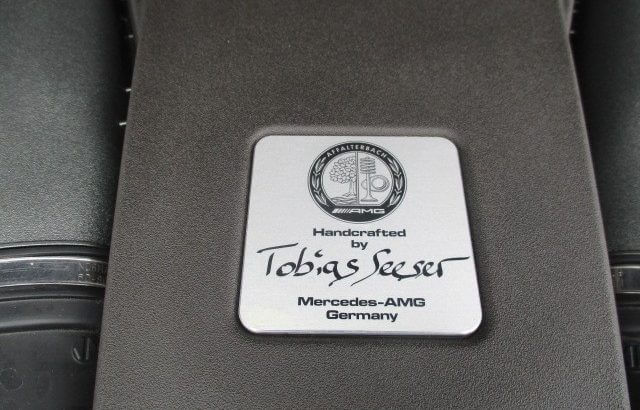 AFFALTERBACH
AMG
Handcrafted
by
Tobias Seeser
Mercedes-AMG
Germany